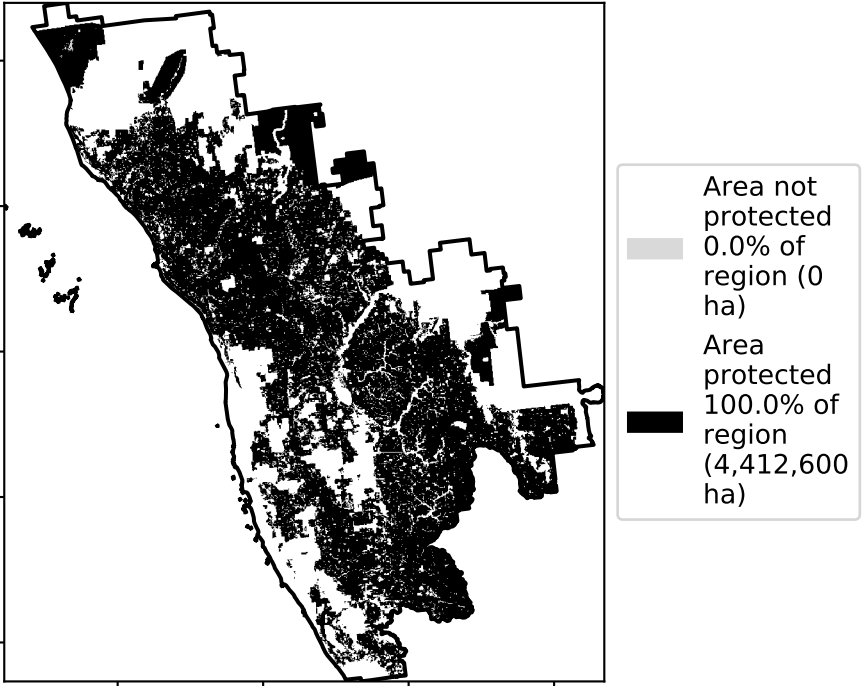 Area not
protected
0.0% of
region (0
ha)
Area
protected
100.0% of
region
(4,412,600
ha)